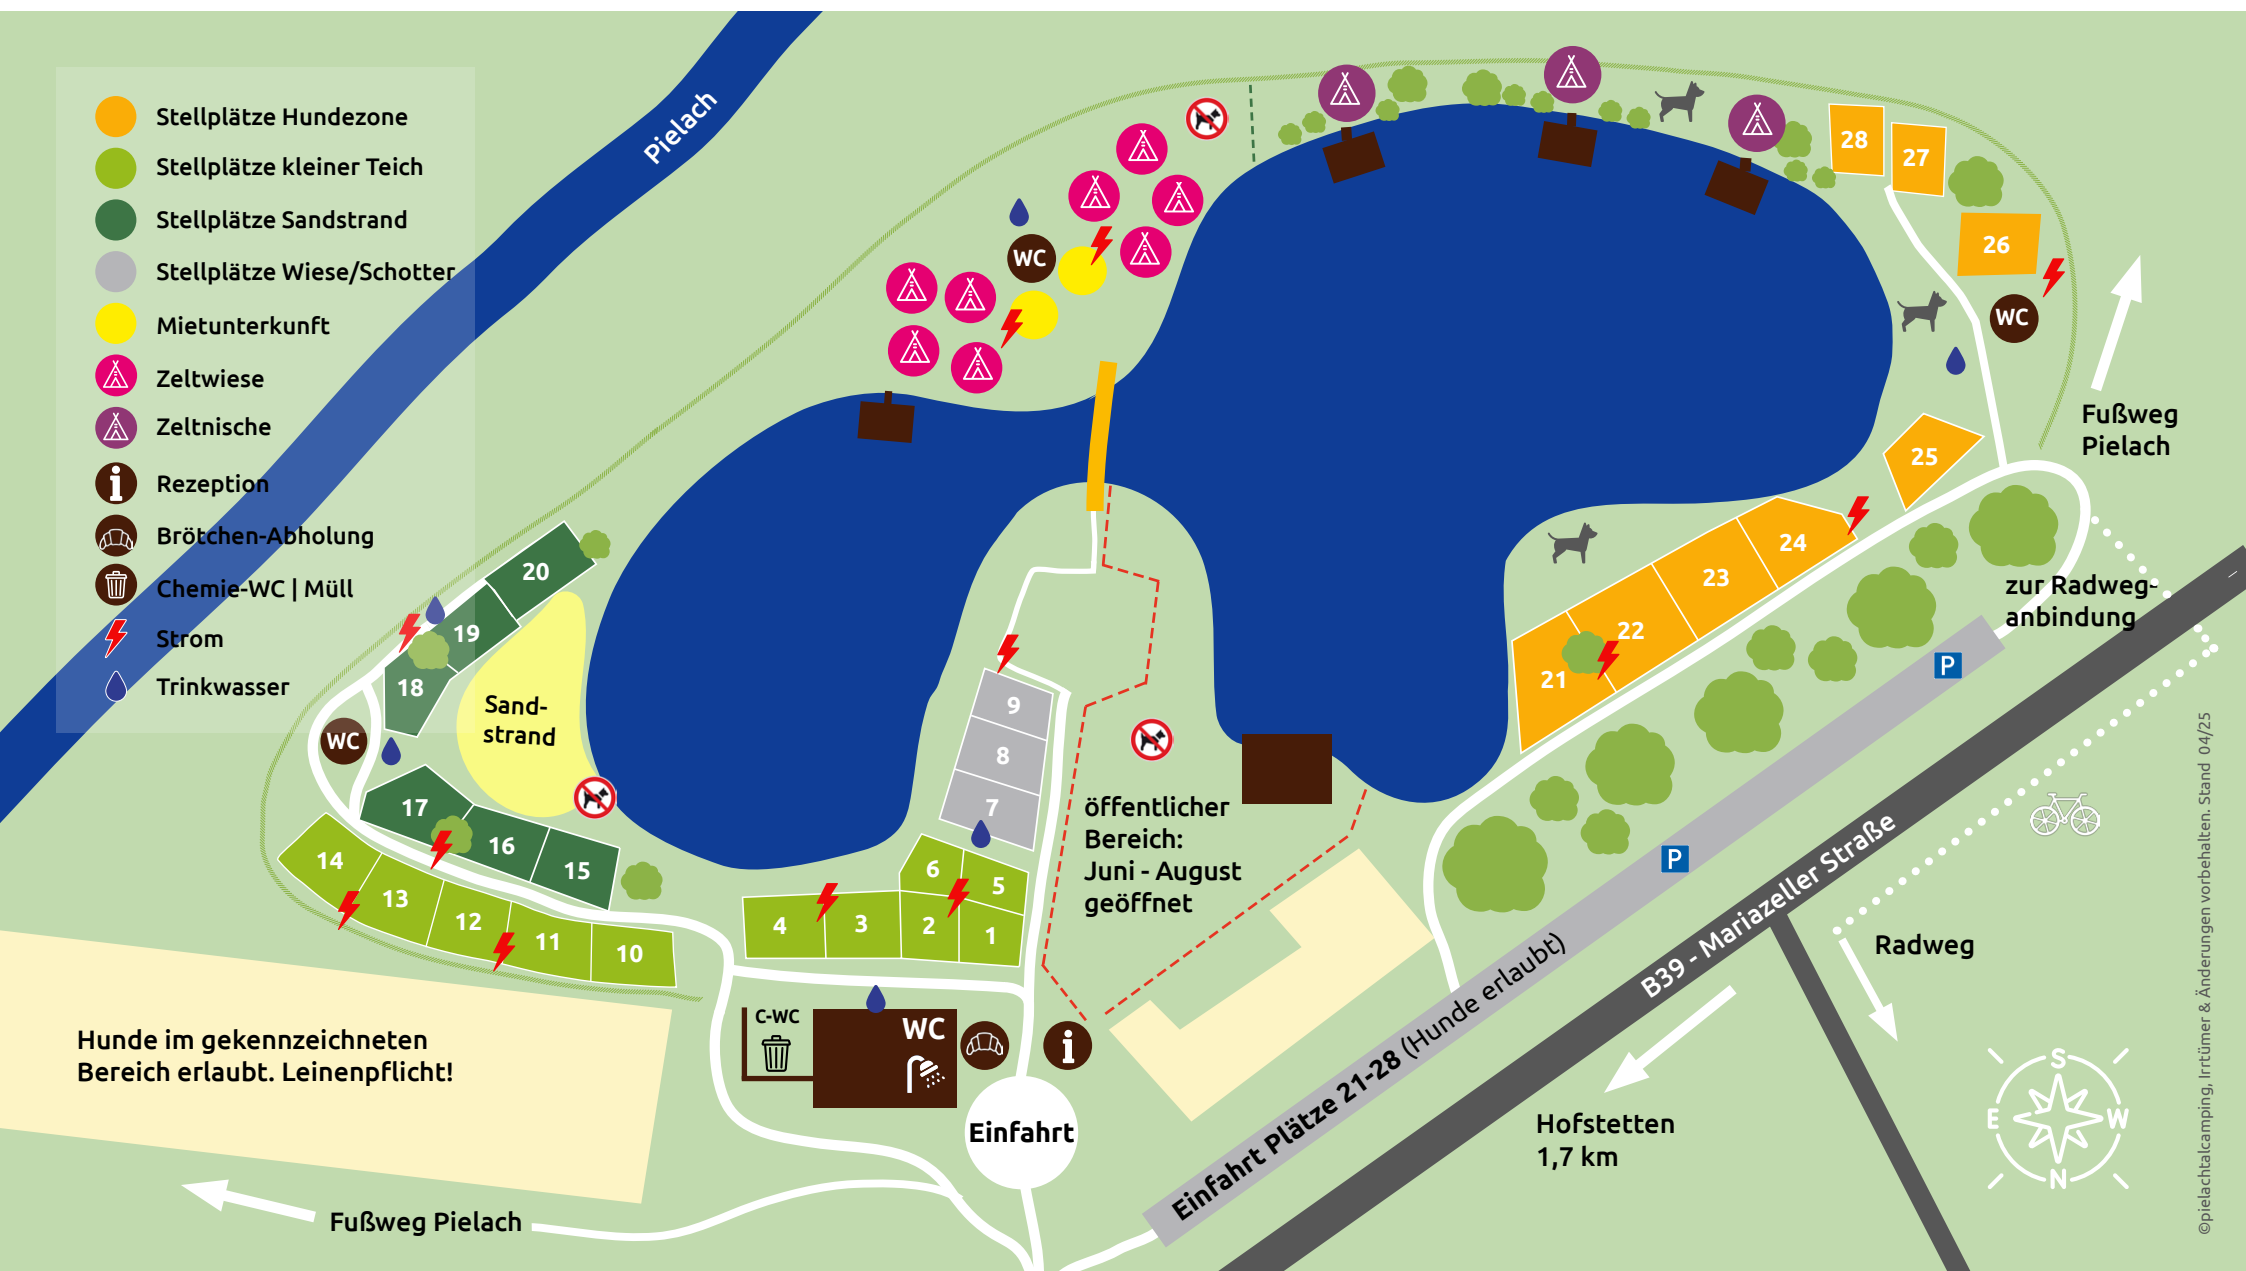 Stellplätze Hundezone
Stellplätze kleiner Teich
Stellplätze Sandstrand
Stellplätze Wiese/Schotter
Mietunterkunft
Zeltwiese
Zeltnische
Rezeption
Brötchen-Abholung
Chemie-WC | Müll
Strom
Trinkwasser
Pielach
WC
28
27
26
WC
Fußweg
Pielach
25
24
23
22
21
20
19
18
WC
Sand-
strand
17
16
15
14
13
12
11
10
9
8
7
6
5
4
3
2
1
öffentlicher
Bereich:
Juni - August
geöffnet
zur Radweg-
anbindung
P
P
B39 - Mariazeller Straße
Radweg
Einfahrt Plätze 21-28 (Hunde erlaubt)
Hofstetten
1,7 km
Hunde im gekennzeichneten
Bereich erlaubt. Leinenpflicht!
C-WC
WC
Einfahrt
Fußweg Pielach
S
E
W
N
©pielachtalcamping, Irrtümer & Änderungen vorbehalten. Stand 04/25